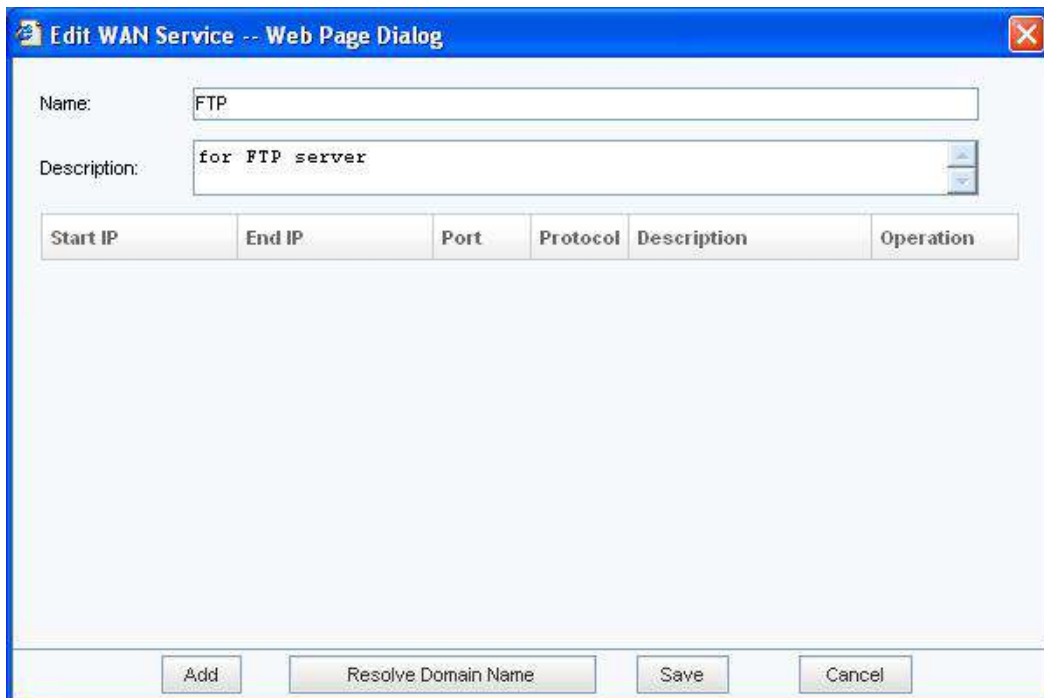 Edit WAN Service -- Web Page Dialog
Name: FTP
Description: for FTP server
Start IP End IP Port Protocol Description Operation
Add Resolve Domain Name Save Cancel